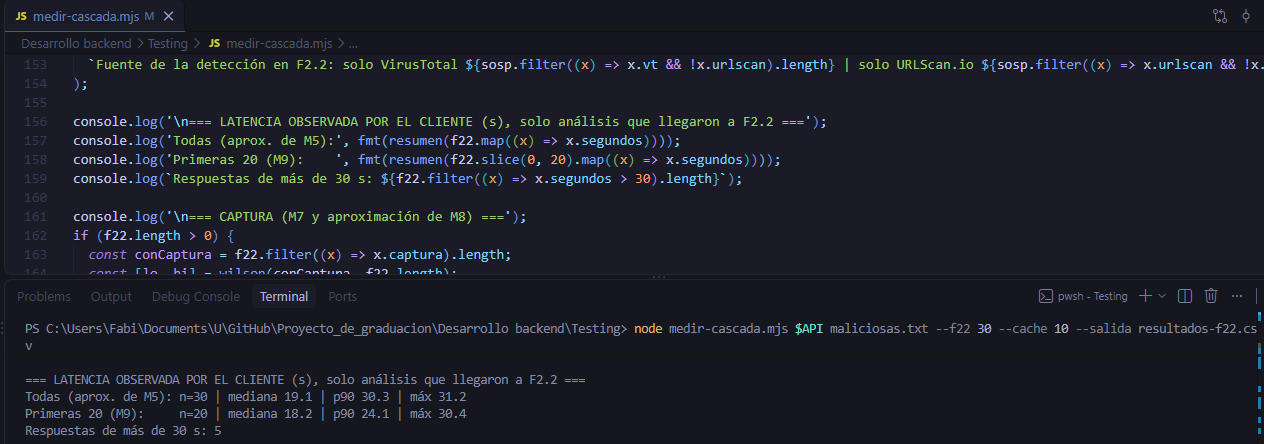 JS medir-cascada.mjs M
Desarrollo backend > Testing > JS medir-cascada.mjs > ...
153 `Fuente de la detección en F2.2: solo VirusTotal ${sosp.filter((x) => x.vt && !x.urlscan).length} | solo URLScan.io ${sosp.filter((x) => x.urlscan && !x.
154 );
155
156 console.log('\n=== LATENCIA OBSERVADA POR EL CLIENTE (s), solo análisis que llegaron a F2.2 ===');
157 console.log('Todas (aprox. de M5):', fmt(resumen(f22.map((x) => x.segundos))));
158 console.log('Primeras 20 (M9):    ', fmt(resumen(f22.slice(0, 20).map((x) => x.segundos))));
159 console.log(`Respuestas de más de 30 s: ${f22.filter((x) => x.segundos > 30).length}`);
160
161 console.log('\n=== CAPTURA (M7 y aproximación de M8) ===');
162 if (f22.length > 0) {
163 const conCaptura = f22.filter((x) => x.captura).length;
164 const [lo, hi] = wilson(conCaptura, f22.length);
Problems Output Debug Console Terminal Ports
pwsh - Testing
PS C:\Users\Fabi\Documents\U\GitHub\Proyecto_de_graduacion\Desarrollo backend\Testing> node medir-cascada.mjs $API maliciosas.txt --f22 30 --cache 10 --salida resultados-f22.cs
v
=== LATENCIA OBSERVADA POR EL CLIENTE (s), solo análisis que llegaron a F2.2 ===
Todas (aprox. de M5): n=30 | mediana 19.1 | p90 30.3 | máx 31.2
Primeras 20 (M9):     n=20 | mediana 18.2 | p90 24.1 | máx 30.4
Respuestas de más de 30 s: 5